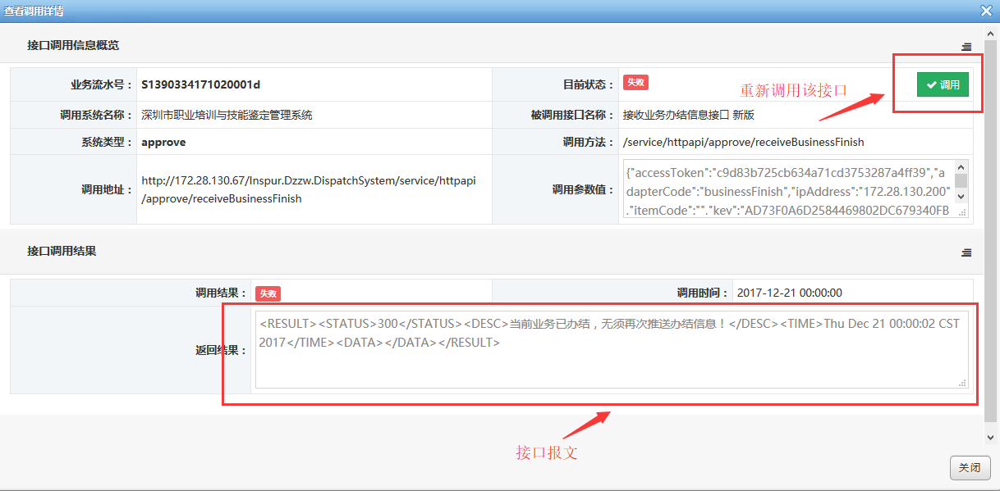 查看调用详情
接口调用信息概览
业务流水号： S1390334171020001d 目前状态： 失败 重新调用该接口 调用
调用系统名称： 深圳市职业培训与技能鉴定管理系统 被调用接口名称： 接收业务办结信息接口 新版
系统类型： approve 调用方法： /service/httpapi/approve/receiveBusinessFinish
调用地址： http://172.28.130.67/Inspur.Dzzw.DispatchSystem/service/httpapi
/approve/receiveBusinessFinish
调用参数值： {"accessToken":"c9d83b725cb634a71cd3753287a4ff39","a
dapterCode":"businessFinish","ipAddress":"172.28.130.200"
,"itemCode":"","key":"AD73F0A6D2584469802DC679340FB
接口调用结果
调用结果： 失败 调用时间： 2017-12-21 00:00:00
返回结果： <RESULT><STATUS>300</STATUS><DESC>当前业务已办结，无须再次推送办结信息！</DESC><TIME>Thu Dec 21 00:00:02 CST
2017</TIME><DATA></DATA></RESULT>
接口报文
关闭